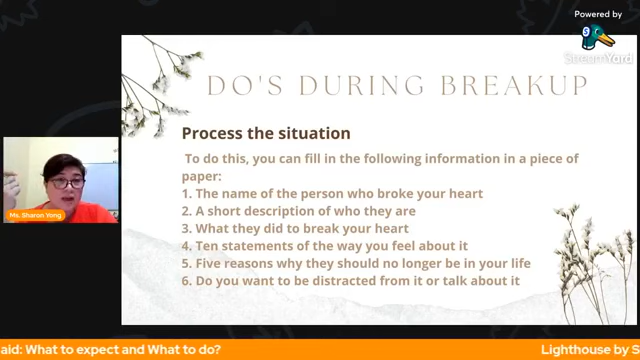 Powered by
StreamYard
DO'S DURING BREAKUP
Process the situation
To do this, you can fill in the following information in a piece of
paper:
1. The name of the person who broke your heart
2. A short description of who they are
3. What they did to break your heart
4. Ten statements of the way you feel about it
5. Five reasons why they should no longer be in your life
6. Do you want to be distracted from it or talk about it
Ms. Sharon Yong
aid: What to expect and What to do?
Lighthouse by S